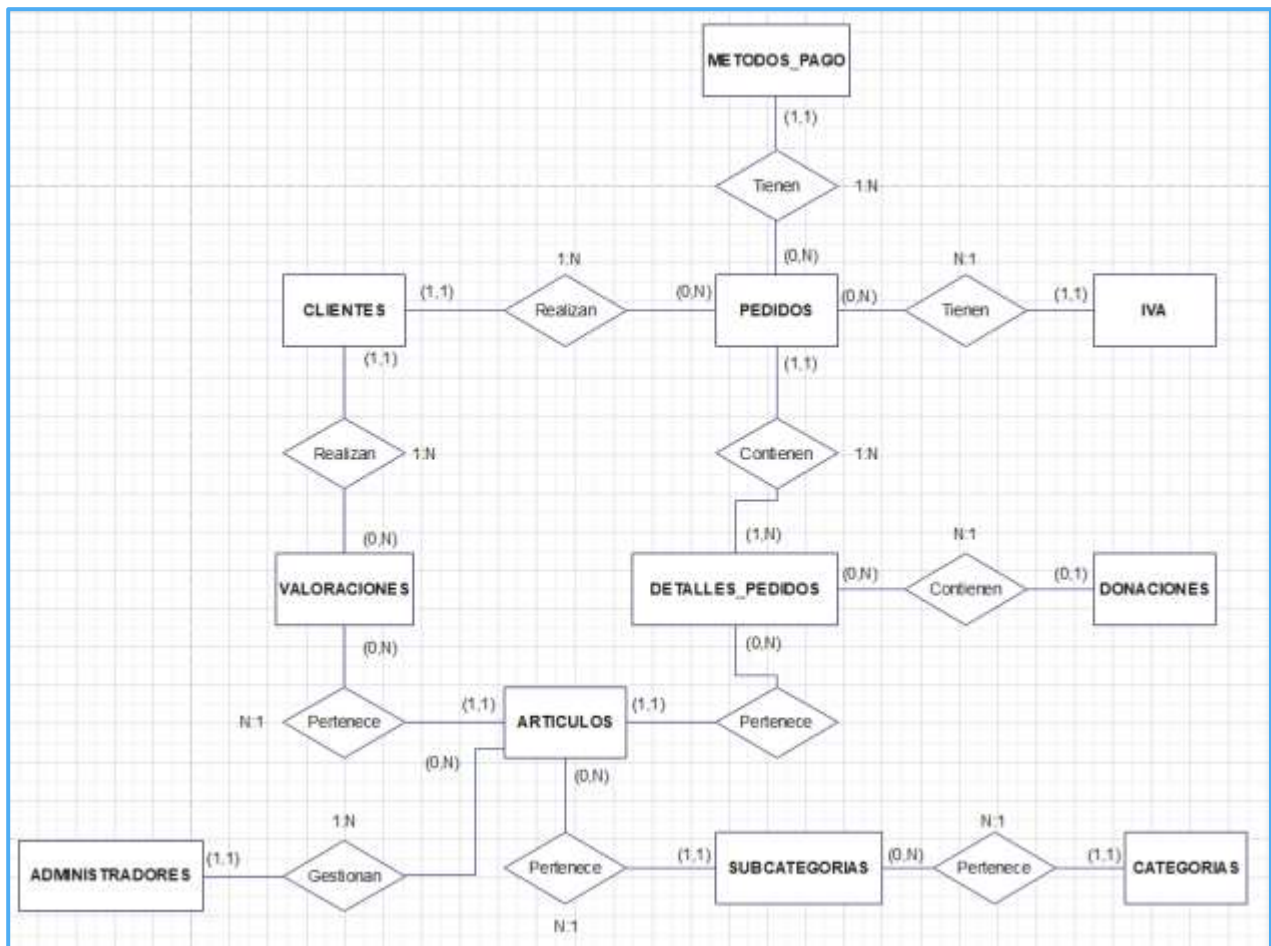 METODOS_PAGO
(1,1)
Tienen
1:N
(0,N)
1:N
N:1
CLIENTES
(1,1)
Realizan
(0,N)
PEDIDOS
(0,N)
Tienen
(1,1)
IVA
(1,1)
(1,1)
Realizan
1:N
Contienen
1:N
(0,N)
(1,N)
N:1
VALORACIONES
DETALLES_PEDIDOS
(0,N)
Contienen
(0,1)
DONACIONES
(0,N)
(0,N)
N:1
Pertenece
(1,1)
ARTICULOS
(1,1)
Pertenece
(0,N)
(0,N)
1:N
N:1
ADMINISTRADORES
(1,1)
Gestionan
Pertenece
(1,1)
SUBCATEGORIAS
(0,N)
Pertenece
(1,1)
CATEGORIAS
N:1